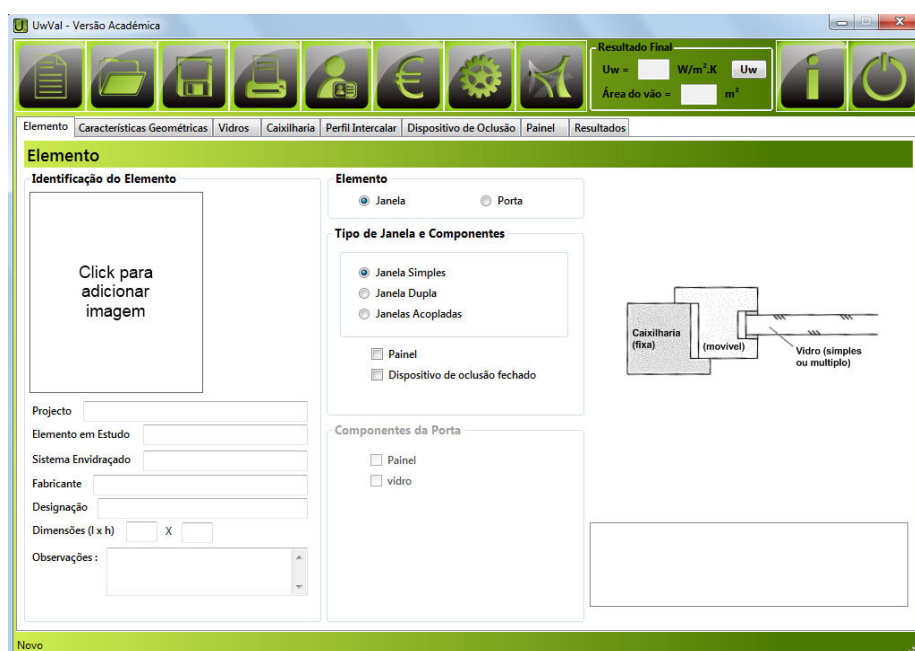 UwVal - Versão Académica
Resultado Final
Uw = W/m².K Uw
Área do vão = m²
Elemento Características Geométricas Vidros Caixilharia Perfil Intercalar Dispositivo de Oclusão Painel Resultados
Elemento
Identificação do Elemento
Click para
adicionar
imagem
Projecto
Elemento em Estudo
Sistema Envidraçado
Fabricante
Designação
Dimensões (l x h) X
Observações :
Elemento
Janela Porta
Tipo de Janela e Componentes
Janela Simples
Janela Dupla
Janelas Acopladas
Painel
Dispositivo de oclusão fechado
Componentes da Porta
Painel
vidro
Caixilharia
(fixa)
(movivel)
Vidro (simples
ou multiplo)
Novo